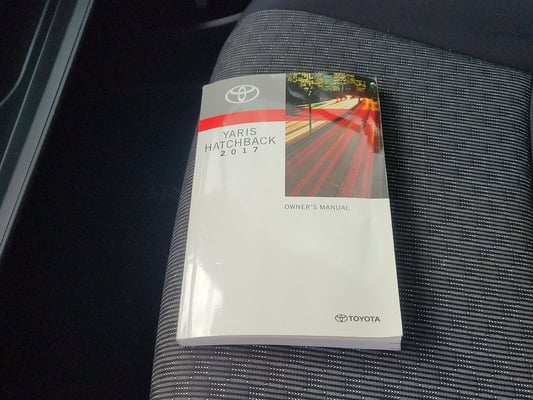 YARIS
HATCHBACK
2017
OWNER'S MANUAL
TOYOTA